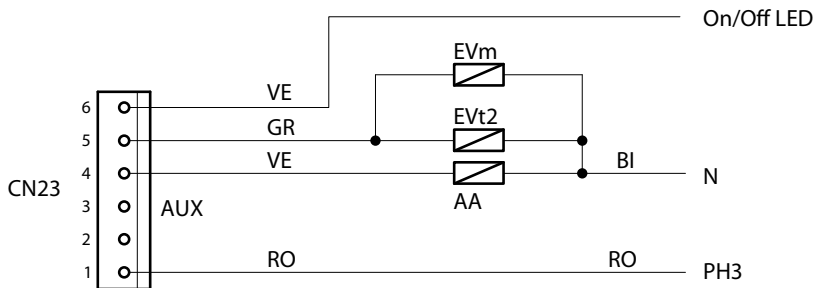 On/Off LED
EVm
VE
6
GR
EVt2
5
VE
BI
4
N
CN23
AA
3
AUX
2
RO
RO
1
PH3